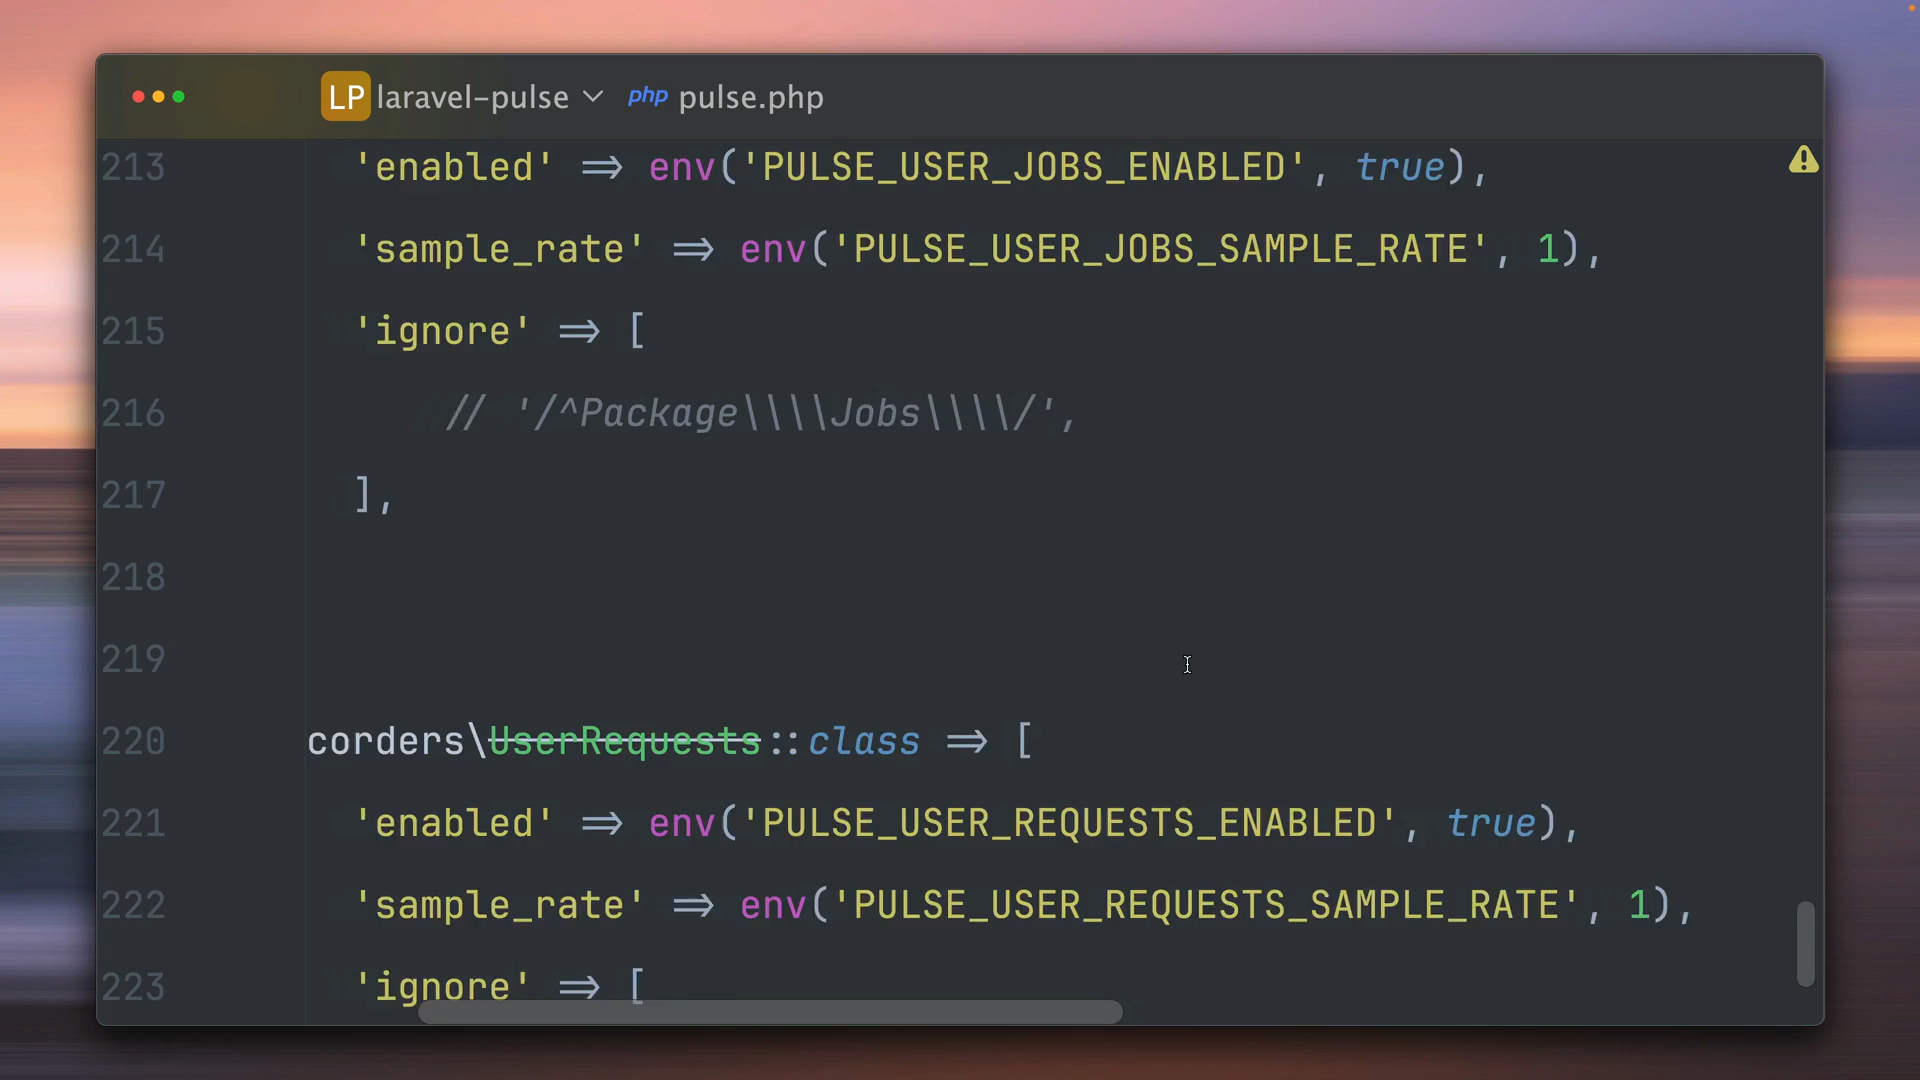 LP laravel-pulse php pulse.php
213 'enabled' => env('PULSE_USER_JOBS_ENABLED', true),
214 'sample_rate' => env('PULSE_USER_JOBS_SAMPLE_RATE', 1),
215 'ignore' => [
216 // '/^Package\\\\Jobs\\\\/',
217 ],
218
219
220 corders\UserRequests::class => [
221 'enabled' => env('PULSE_USER_REQUESTS_ENABLED', true),
222 'sample_rate' => env('PULSE_USER_REQUESTS_SAMPLE_RATE', 1),
223 'ignore' => [